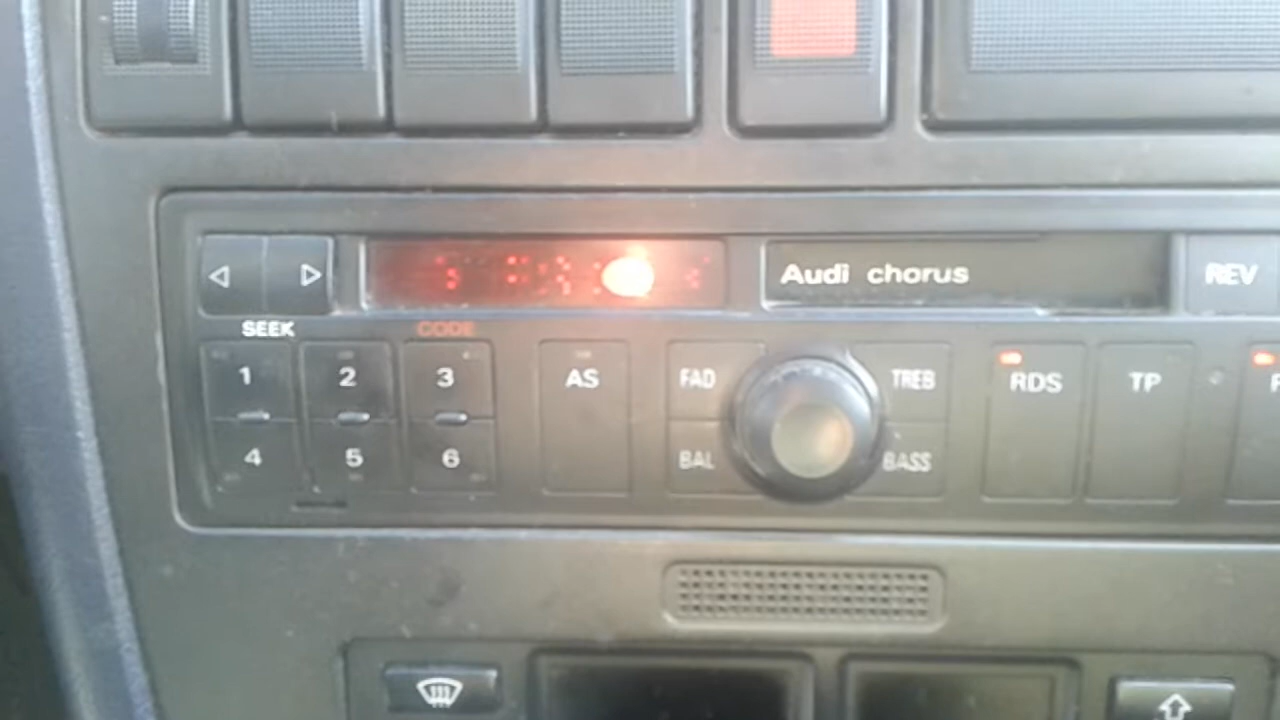 Audi chorus
REV
SEEK
CODE
1 2 3 AS FAD TREB RDS TP
4 5 6 BAL BASS